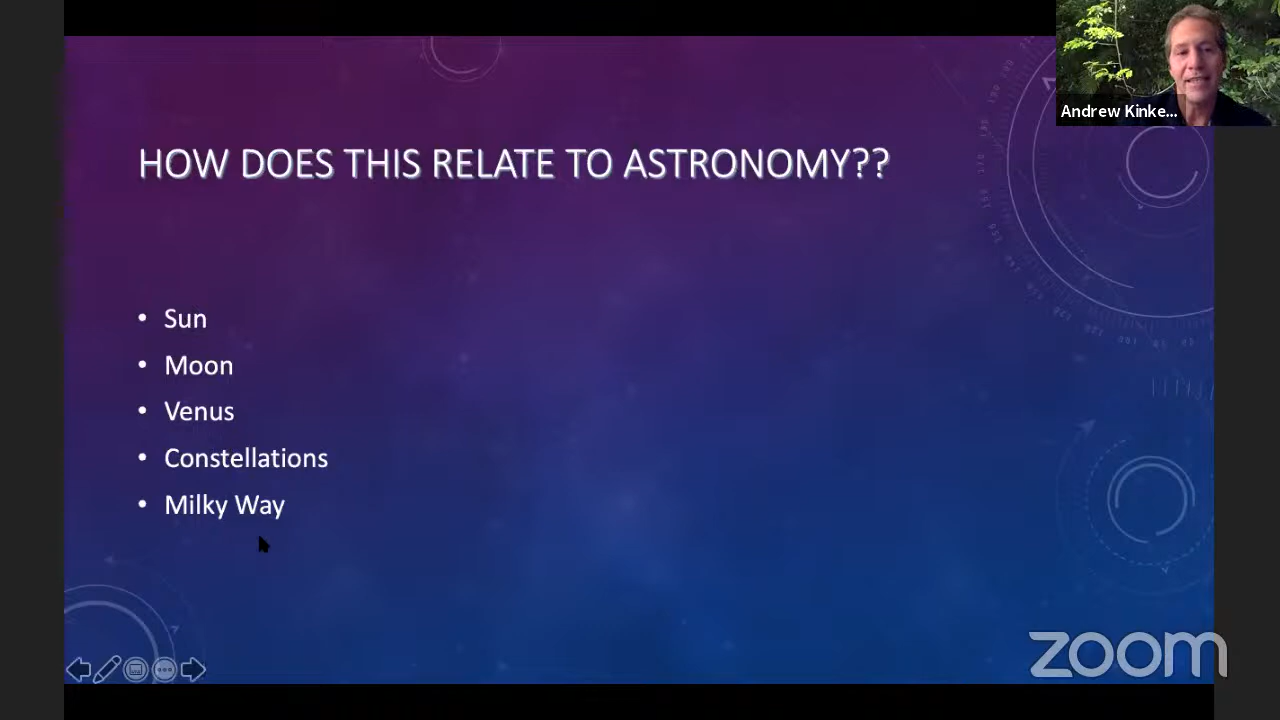 Andrew Kinke...
HOW DOES THIS RELATE TO ASTRONOMY??
• Sun
• Moon
• Venus
• Constellations
• Milky Way
zoom